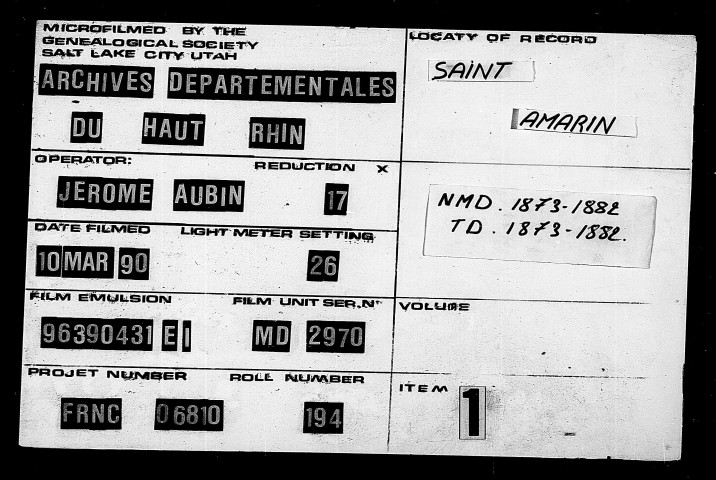 MICROFILMED BY THE
GENEALOGICAL SOCIETY
SALT LAKE CITY UTAH
ARCHIVES DEPARTEMENTALES
DU HAUT RHIN
OPERATOR: REDUCTION X
JEROME AUBIN 17
DATE FILMED LIGHT METER SETTING
10 MAR 90 26
FILM EMULSION FILM UNIT SER.N°
96390431 E I MD 2970
PROJET NUMBER ROLL NUMBER
FRNC 06810 194
LOCATY OF RECORD
SAINT
AMARIN
NMD. 1873-1882
TD. 1873-1882.
VOLUME
ITEM 1